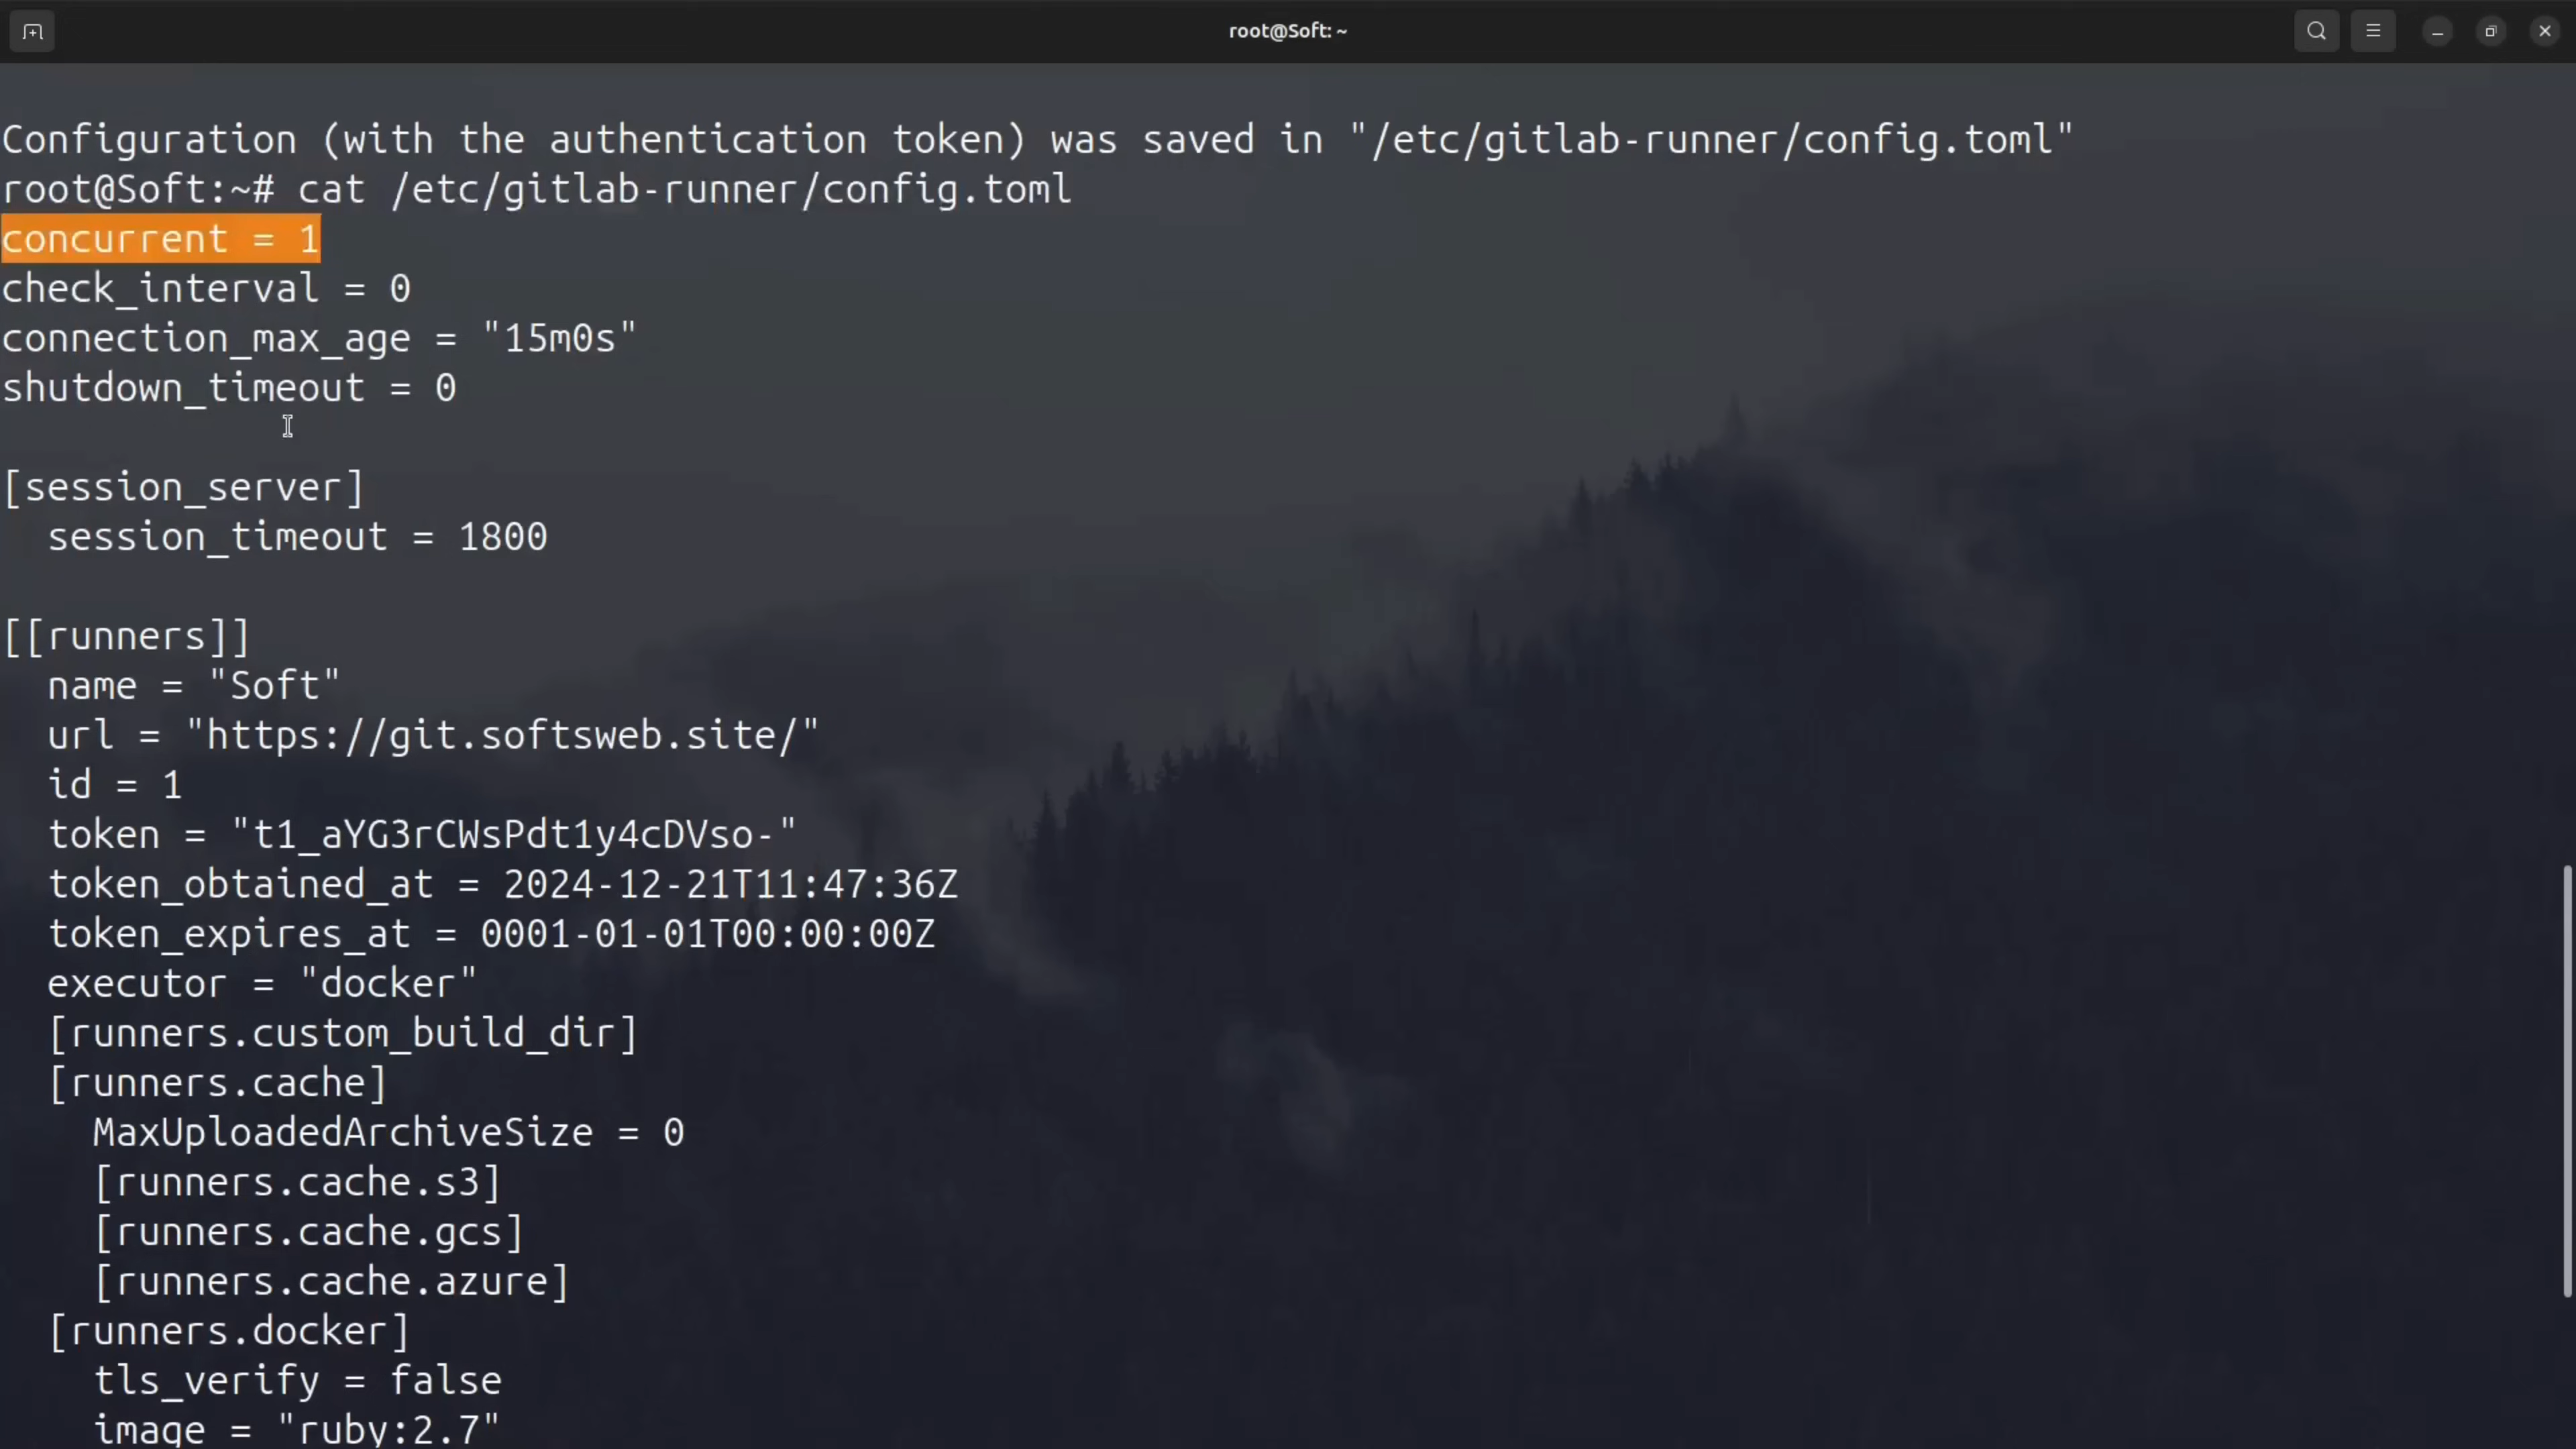 root@Soft: ~
Configuration (with the authentication token) was saved in "/etc/gitlab-runner/config.toml"
root@Soft:~# cat /etc/gitlab-runner/config.toml
concurrent = 1
check_interval = 0
connection_max_age = "15m0s"
shutdown_timeout = 0
[session_server]
  session_timeout = 1800
[[runners]]
  name = "Soft"
  url = "https://git.softsweb.site/"
  id = 1
  token = "t1_aYG3rCWsPdt1y4cDVso-"
  token_obtained_at = 2024-12-21T11:47:36Z
  token_expires_at = 0001-01-01T00:00:00Z
  executor = "docker"
  [runners.custom_build_dir]
  [runners.cache]
    MaxUploadedArchiveSize = 0
    [runners.cache.s3]
    [runners.cache.gcs]
    [runners.cache.azure]
  [runners.docker]
    tls_verify = false
    image = "ruby:2.7"